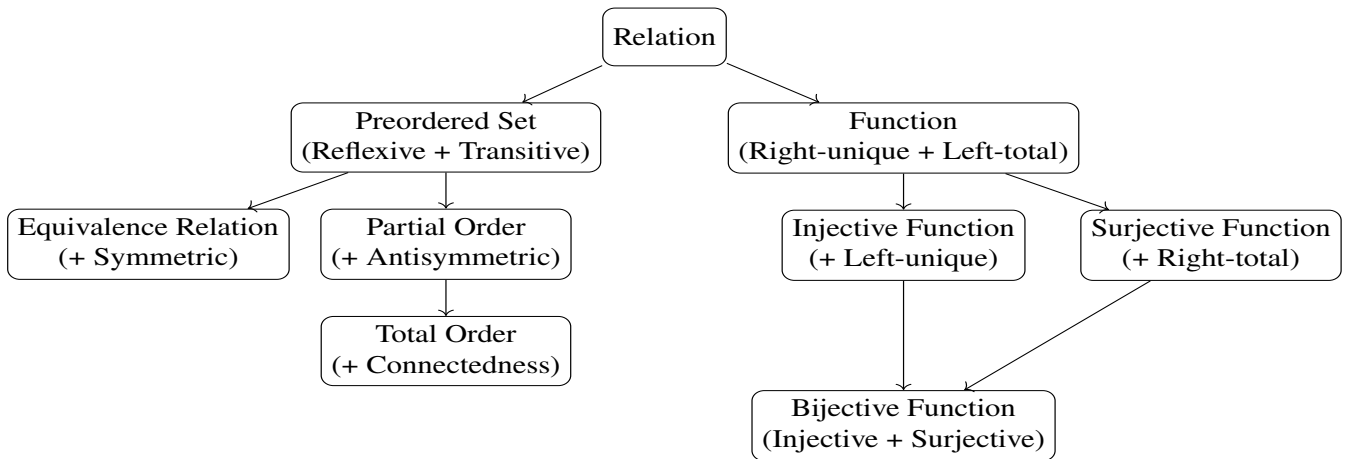 Relation
Preordered Set
(Reflexive + Transitive)
Function
(Right-unique + Left-total)
Equivalence Relation
(+ Symmetric)
Partial Order
(+ Antisymmetric)
Injective Function
(+ Left-unique)
Surjective Function
(+ Right-total)
Total Order
(+ Connectedness)
Bijective Function
(Injective + Surjective)